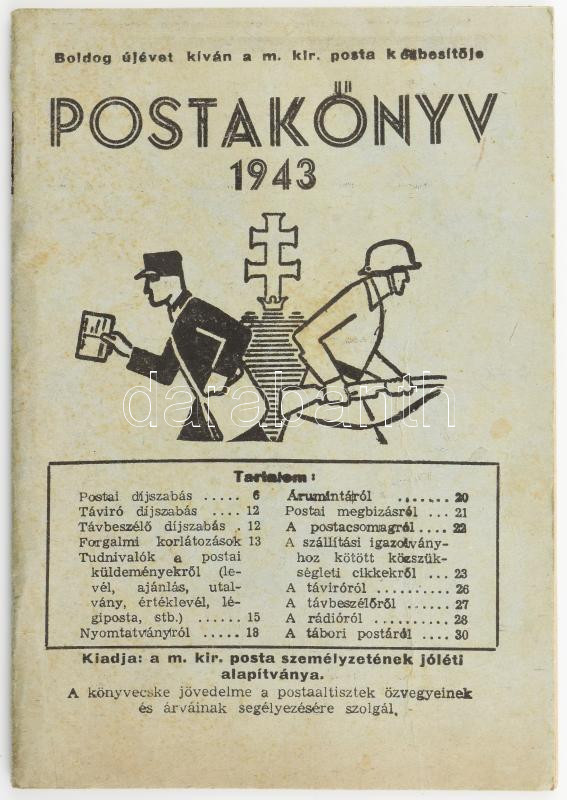 Boldog újévet kíván a m. kir. posta kézbesítője
POSTAKÖNYV
1943
darabanth
Tartalom:
Postai díjszabás ..... 6
Táviró díjszabás .... 12
Távbeszélő díjszabás . 12
Forgalmi korlátozások 13
Tudnivalók a postai
küldeményekről (le-
vél, ajánlás, utal-
vány, értéklevél, lé-
giposta, stb.) ...... 15
Nyomtatványról ..... 18
Árumintáról ....... 20
Postai megbizásról ... 21
A postacsomagról .... 22
A szállítási igazolvány-
hoz kötött közszük-
ségleti cikkekről ... 23
A táviróról .......... 26
A távbeszélőről ...... 27
A rádióról .......... 28
A tábori postáról .... 30
Kiadja: a m. kir. posta személyzetének jóléti
alapítványa.
A könyvecske jövedelme a postaaltisztek özvegyeinek
és árváinak segélyezésére szolgál.